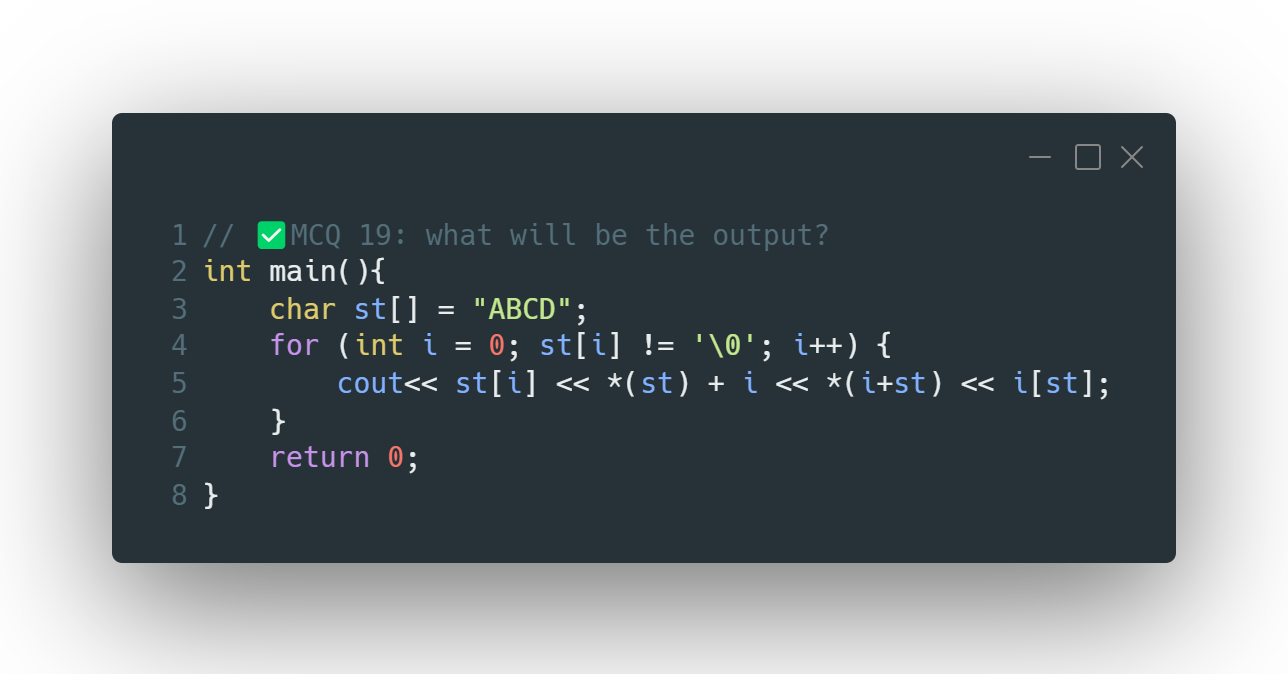 1 // ✅MCQ 19: what will be the output?
2 int main(){
3     char st[] = "ABCD";
4     for (int i = 0; st[i] != '\0'; i++) {
5         cout<< st[i] << *(st) + i << *(i+st) << i[st];
6     }
7     return 0;
8 }